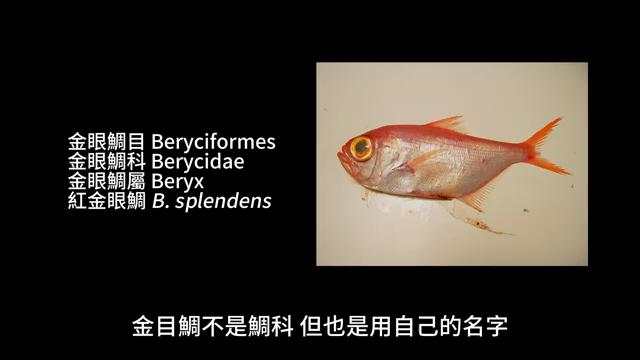 金眼鯛目 Beryciformes
金眼鯛科 Berycidae
金眼鯛屬 Beryx
紅金眼鯛 B. splendens
金目鯛不是鯛科 但也是用自己的名字